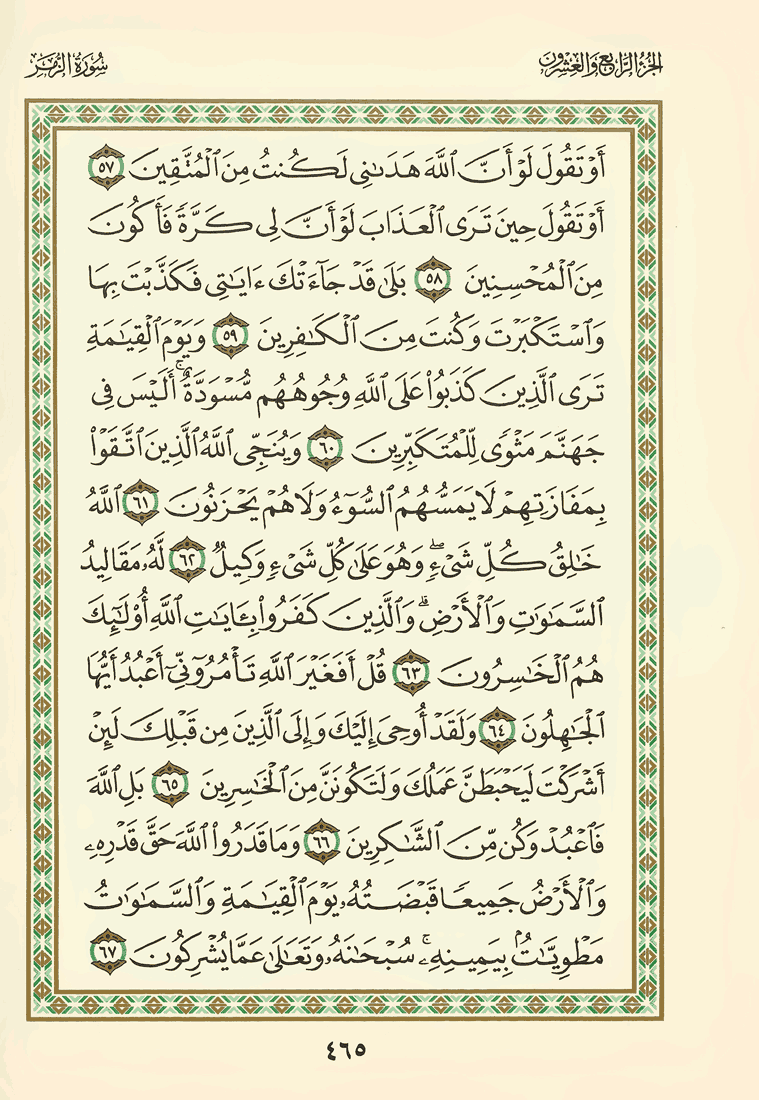 الجزء الرابع والعشرون
سورة الزمر
أَوْ تَقُولَ لَوْ أَنَّ ٱللَّهَ هَدَىٰنِى لَكُنتُ مِنَ ٱلْمُتَّقِينَ ٥٧
أَوْ تَقُولَ حِينَ تَرَى ٱلْعَذَابَ لَوْ أَنَّ لِى كَرَّةً فَأَكُونَ
مِنَ ٱلْمُحْسِنِينَ ٥٨ بَلَىٰ قَدْ جَآءَتْكَ ءَايَـٰتِى فَكَذَّبْتَ بِهَا
وَٱسْتَكْبَرْتَ وَكُنتَ مِنَ ٱلْكَـٰفِرِينَ ٥٩ وَيَوْمَ ٱلْقِيَـٰمَةِ
تَرَى ٱلَّذِينَ كَذَبُوا۟ عَلَى ٱللَّهِ وُجُوهُهُم مُّسْوَدَّةٌ ۚ أَلَيْسَ فِى
جَهَنَّمَ مَثْوًى لِّلْمُتَكَبِّرِينَ ٦٠ وَيُنَجِّى ٱللَّهُ ٱلَّذِينَ ٱتَّقَوْا۟
بِمَفَازَتِهِمْ لَا يَمَسُّهُمُ ٱلسُّوٓءُ وَلَا هُمْ يَحْزَنُونَ ٦١ ٱللَّهُ
خَـٰلِقُ كُلِّ شَىْءٍ ۖ وَهُوَ عَلَىٰ كُلِّ شَىْءٍ وَكِيلٌ ٦٢ لَّهُۥ مَقَالِيدُ
ٱلسَّمَـٰوَٰتِ وَٱلْأَرْضِ ۗ وَٱلَّذِينَ كَفَرُوا۟ بِـَٔايَـٰتِ ٱللَّهِ أُو۟لَـٰٓئِكَ
هُمُ ٱلْخَـٰسِرُونَ ٦٣ قُلْ أَفَغَيْرَ ٱللَّهِ تَأْمُرُوٓنِّىٓ أَعْبُدُ أَيُّهَا
ٱلْجَـٰهِلُونَ ٦٤ وَلَقَدْ أُوحِىَ إِلَيْكَ وَإِلَى ٱلَّذِينَ مِن قَبْلِكَ لَئِنْ
أَشْرَكْتَ لَيَحْبَطَنَّ عَمَلُكَ وَلَتَكُونَنَّ مِنَ ٱلْخَـٰسِرِينَ ٦٥ بَلِ ٱللَّهَ
فَٱعْبُدْ وَكُن مِّنَ ٱلشَّـٰكِرِينَ ٦٦ وَمَا قَدَرُوا۟ ٱللَّهَ حَقَّ قَدْرِهِۦ
وَٱلْأَرْضُ جَمِيعًا قَبْضَتُهُۥ يَوْمَ ٱلْقِيَـٰمَةِ وَٱلسَّمَـٰوَٰتُ
مَطْوِيَّـٰتٌۢ بِيَمِينِهِۦ ۚ سُبْحَـٰنَهُۥ وَتَعَـٰلَىٰ عَمَّا يُشْرِكُونَ ٦٧
٤٦٥